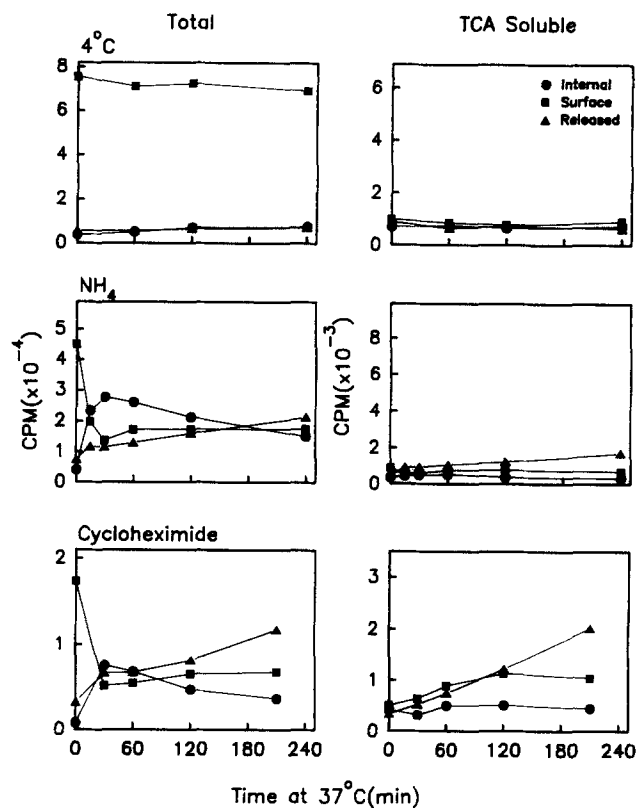 Total
TCA Soluble
4°C
8
6
4
2
0
6
4
2
0
Internal
Surface
Released
NH4
CPM(x10-4)
5
4
3
2
1
0
CPM(x10-3)
8
6
4
2
0
Cycloheximide
2
1
0
3
2
1
0
0 60 120 180 240
0 60 120 180 240
Time at 37°C(min)